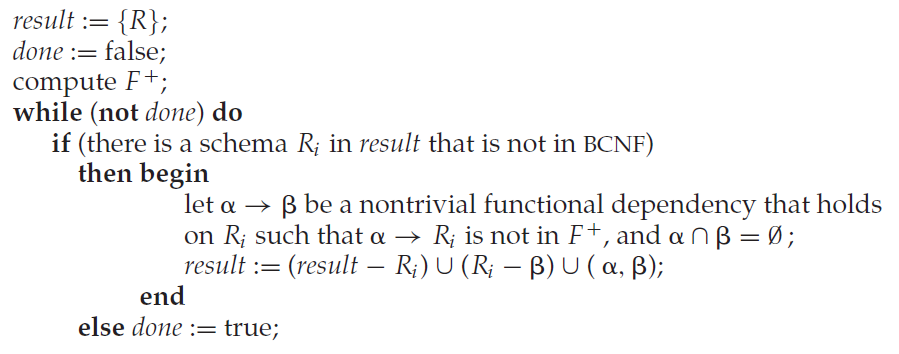 result := {R};
done := false;
compute F⁺;
while (not done) do
if (there is a schema Rᵢ in result that is not in BCNF)
then begin
let α → β be a nontrivial functional dependency that holds
on Rᵢ such that α → Rᵢ is not in F⁺, and α ∩ β = Ø;
result := (result − Rᵢ) ∪ (Rᵢ − β) ∪ ( α, β);
end
else done := true;